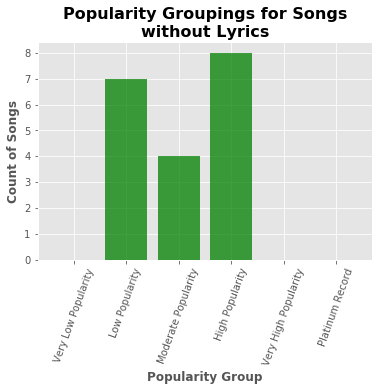 Popularity Groupings for Songs
without Lyrics
Count of Songs
8
7
6
5
4
3
2
1
0
Very Low Popularity
Low Popularity
Moderate Popularity
High Popularity
Very High Popularity
Platinum Record
Popularity Group